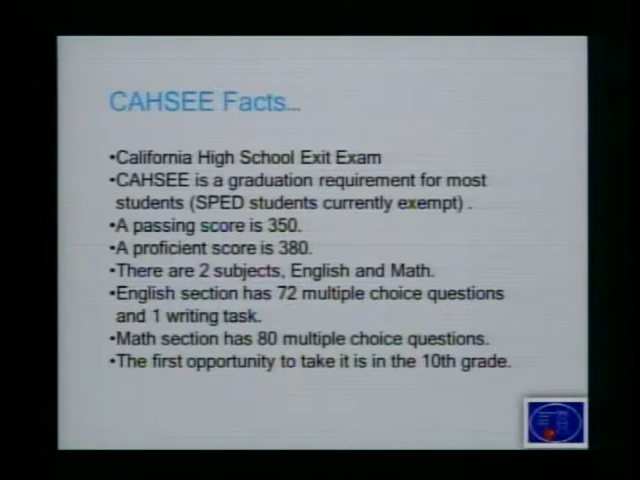 CAHSEE Facts...
•California High School Exit Exam
•CAHSEE is a graduation requirement for most
students (SPED students currently exempt) .
•A passing score is 350.
•A proficient score is 380.
•There are 2 subjects, English and Math.
•English section has 72 multiple choice questions
and 1 writing task.
•Math section has 80 multiple choice questions.
•The first opportunity to take it is in the 10th grade.